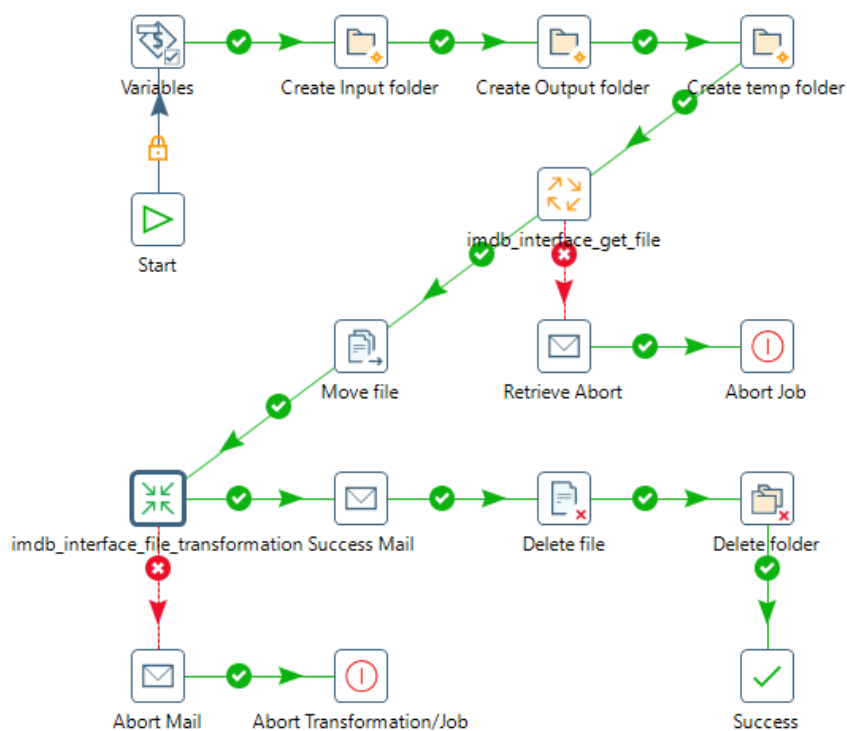 Variables
Create Input folder
Create Output folder
Create temp folder
imdb_interface_get_file
Start
Move file
Retrieve Abort
Abort Job
imdb_interface_file_transformation
Success Mail
Delete file
Delete folder
Abort Mail
Abort Transformation/Job
Success